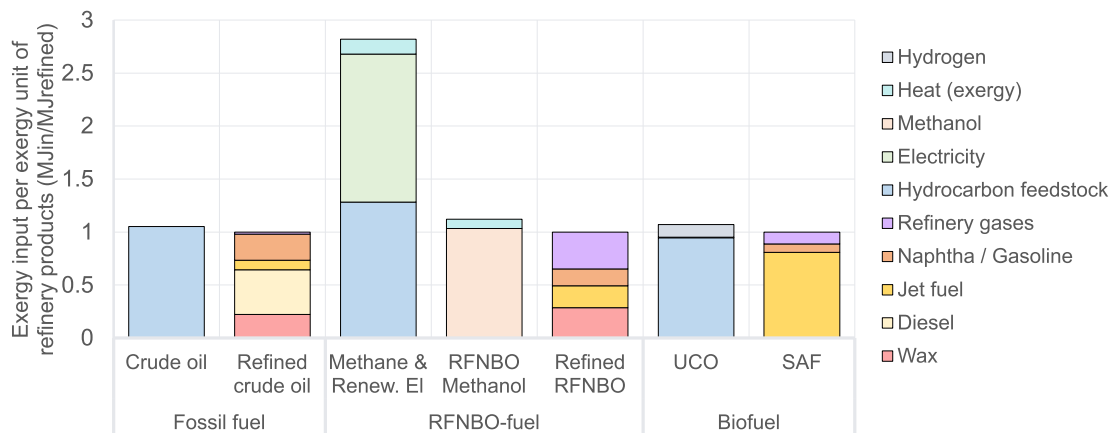 Exergy input per exergy unit of
refinery products (MJin/MJrefined)
3
2.5
2
1.5
1
0.5
0
Crude oil
Refined
crude oil
Methane &
Renew. El
RFNBO
Methanol
Refined
RFNBO
UCO
SAF
Fossil fuel
RFNBO-fuel
Biofuel
Hydrogen
Heat (exergy)
Methanol
Electricity
Hydrocarbon feedstock
Refinery gases
Naphtha / Gasoline
Jet fuel
Diesel
Wax